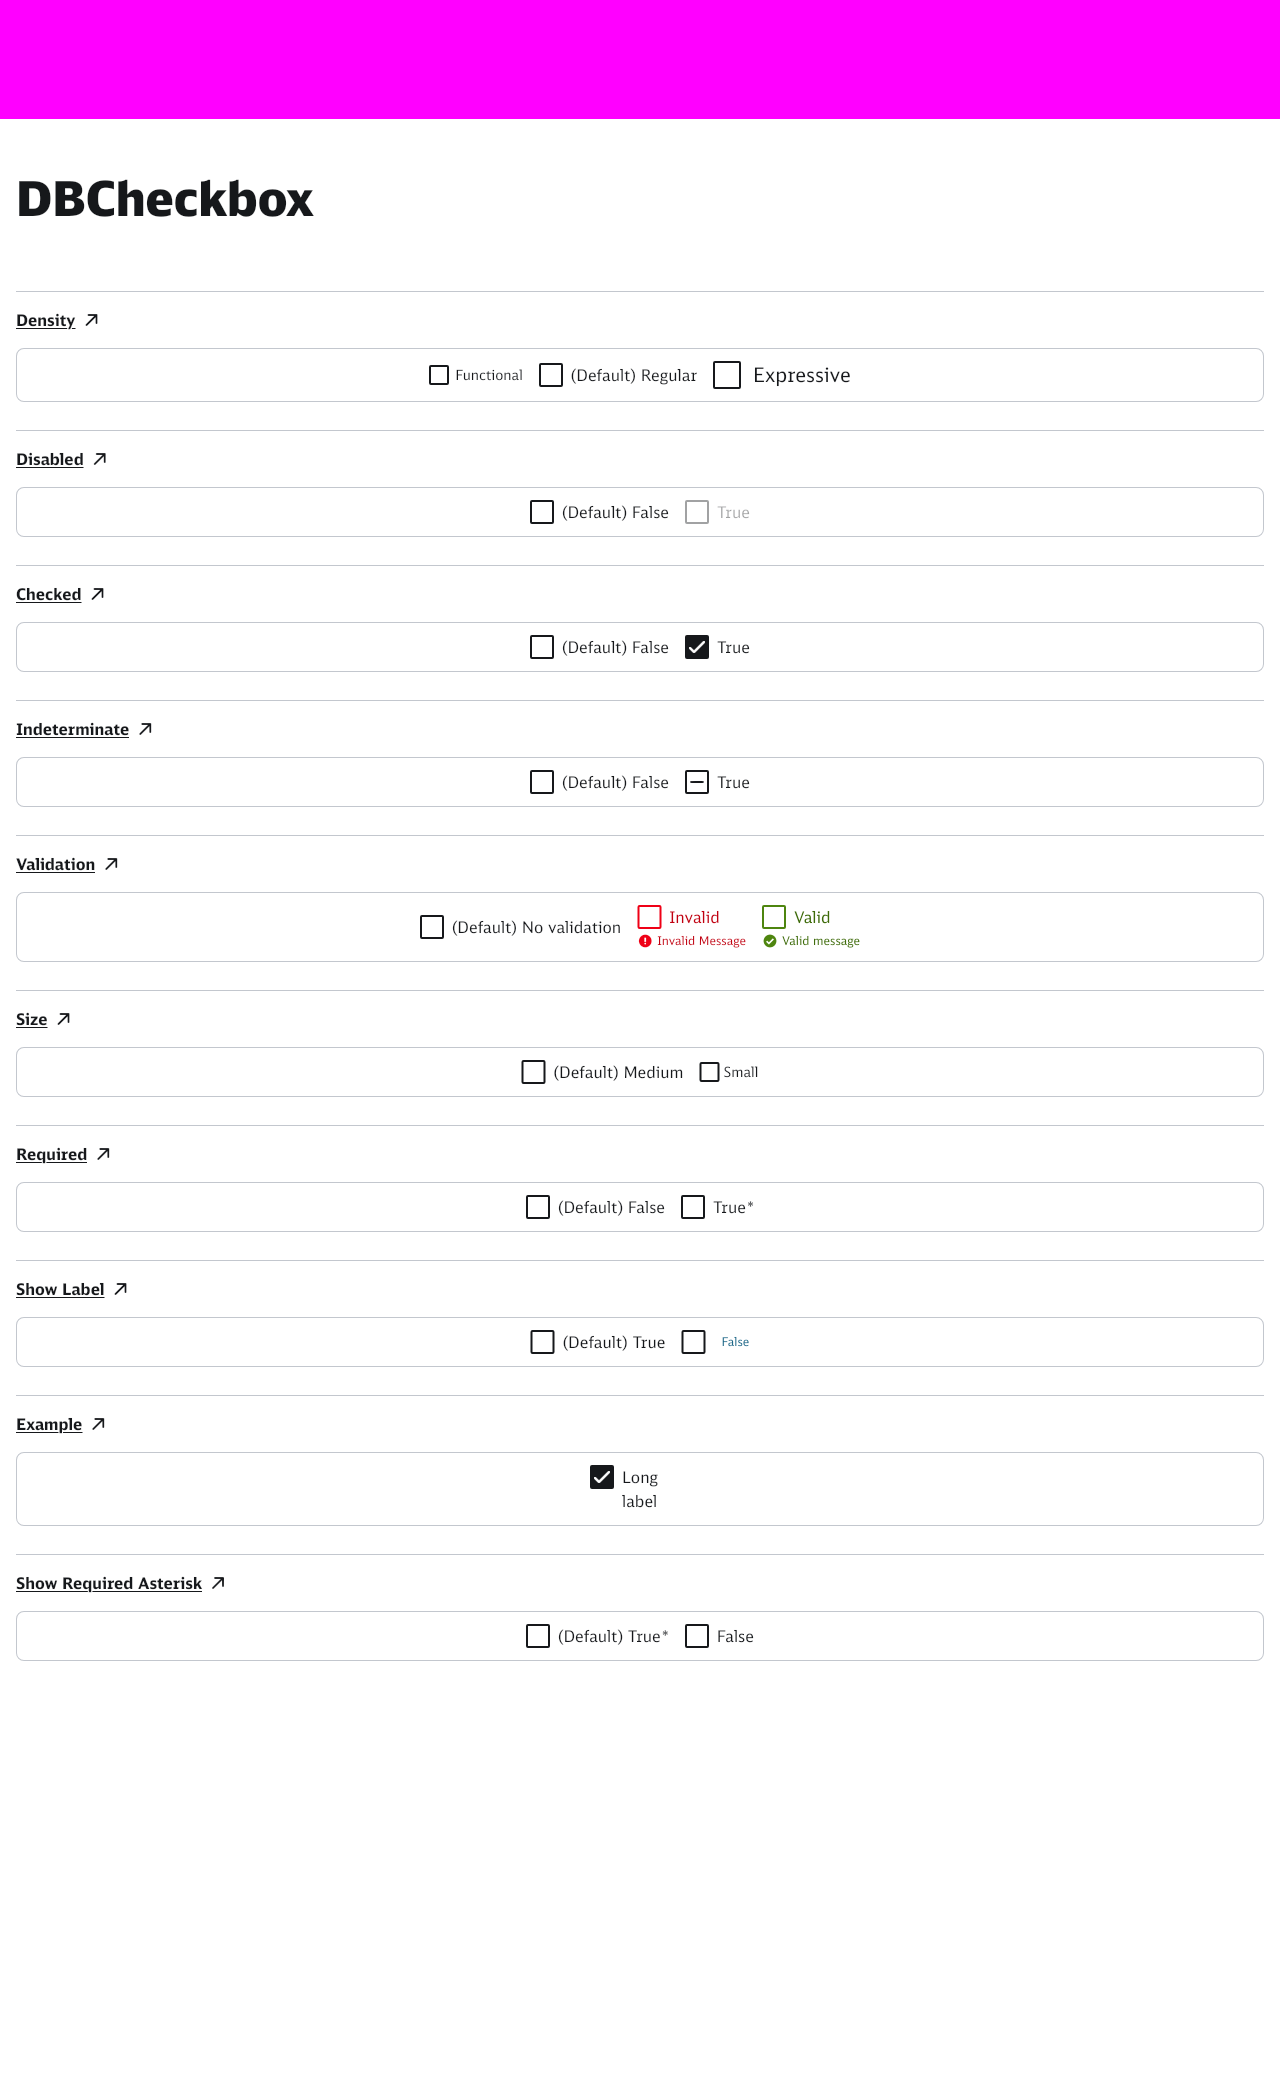 DBCheckbox
Density
Functional (Default) Regular Expressive
Disabled
(Default) False True
Checked
(Default) False True
Indeterminate
(Default) False True
Validation
(Default) No validation Invalid Valid
Invalid Message Valid message
Size
(Default) Medium Small
Required
(Default) False True*
Show Label
(Default) True False
Example
Long
label
Show Required Asterisk
(Default) True* False